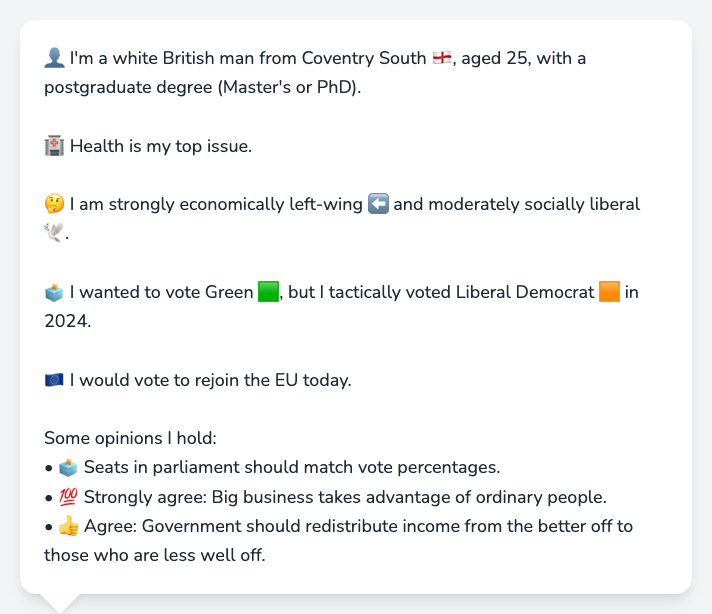 👤 I'm a white British man from Coventry South 🏴󠁧󠁢󠁥󠁮󠁧󠁿, aged 25, with a
postgraduate degree (Master's or PhD).
🏥 Health is my top issue.
🤔 I am strongly economically left-wing ⬅️ and moderately socially liberal
🕊️.
🗳️ I wanted to vote Green 🟩, but I tactically voted Liberal Democrat 🟧 in
2024.
🇪🇺 I would vote to rejoin the EU today.
Some opinions I hold:
• 🗳️ Seats in parliament should match vote percentages.
• 💯 Strongly agree: Big business takes advantage of ordinary people.
• 👍 Agree: Government should redistribute income from the better off to
those who are less well off.